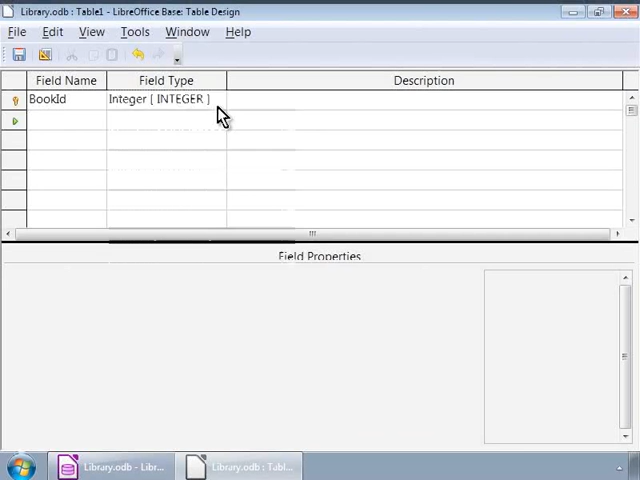 Library.odb : Table1 - LibreOffice Base: Table Design
File Edit View Tools Window Help
Field Name Field Type Description
BookId Integer [ INTEGER ]
Field Properties
Library.odb - Libr... Library.odb : Table...